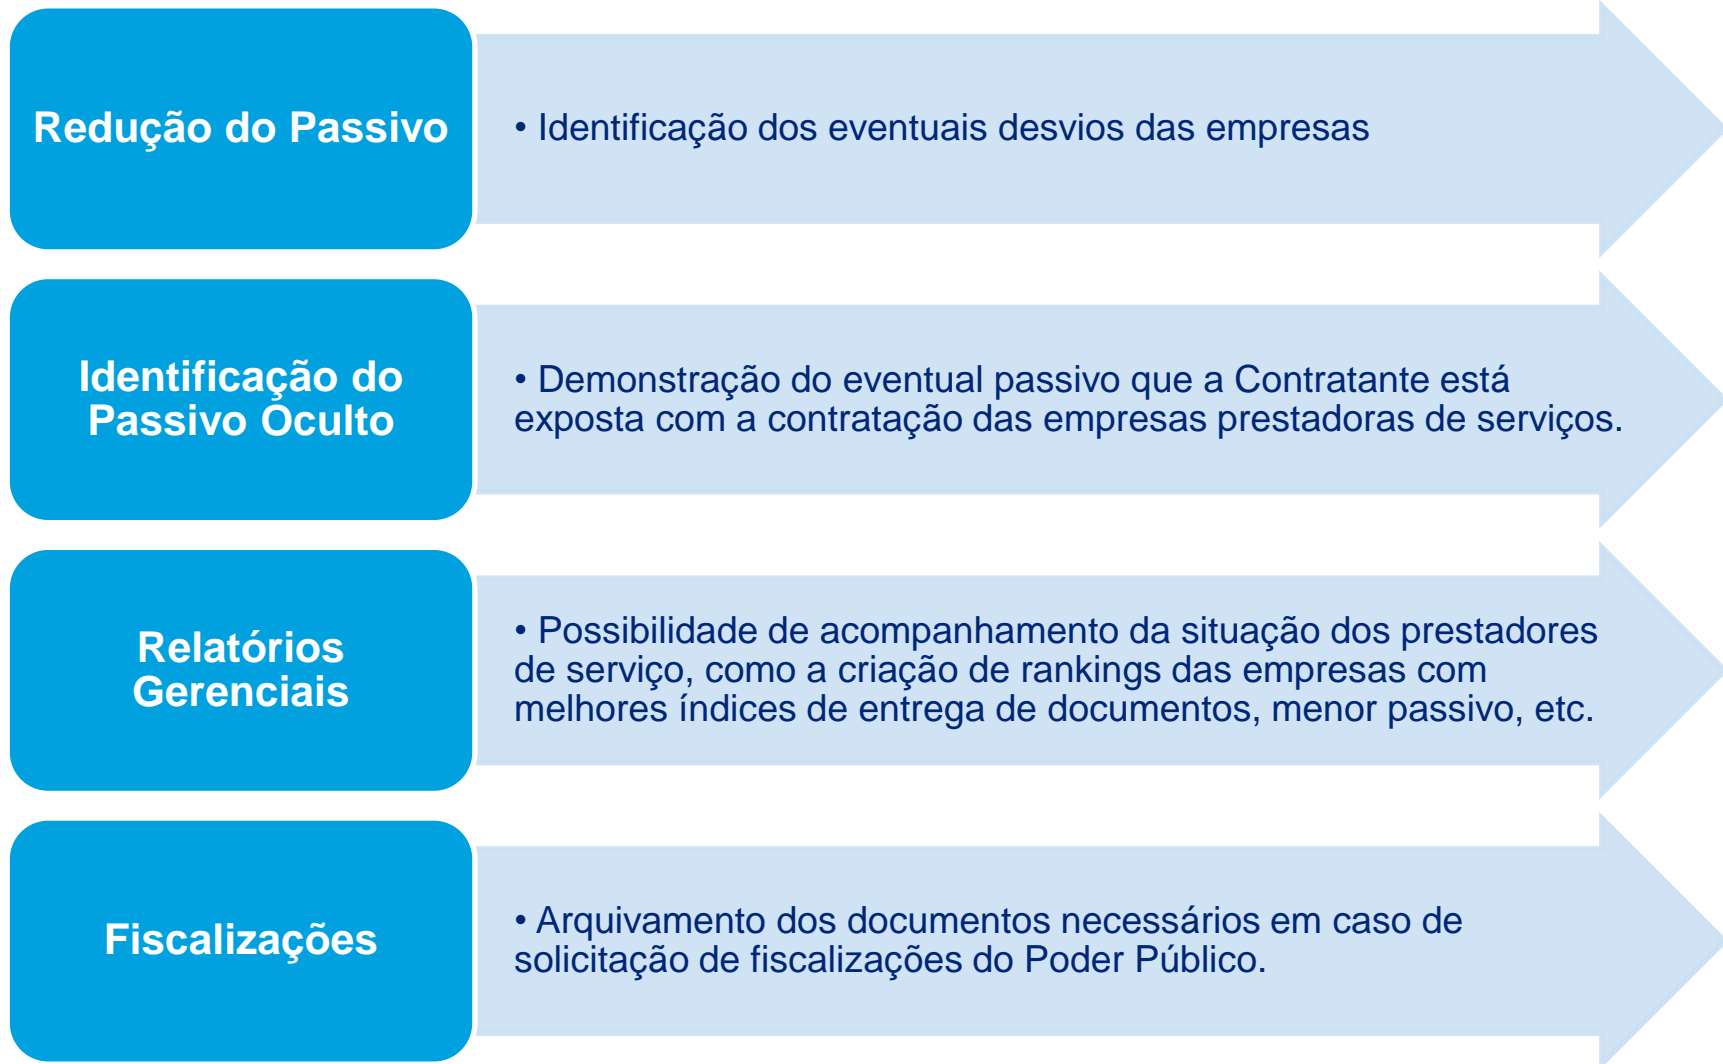 Redução do Passivo
• Identificação dos eventuais desvios das empresas
Identificação do
Passivo Oculto
• Demonstração do eventual passivo que a Contratante está
exposta com a contratação das empresas prestadoras de serviços.
Relatórios
Gerenciais
• Possibilidade de acompanhamento da situação dos prestadores
de serviço, como a criação de rankings das empresas com
melhores índices de entrega de documentos, menor passivo, etc.
Fiscalizações
• Arquivamento dos documentos necessários em caso de
solicitação de fiscalizações do Poder Público.